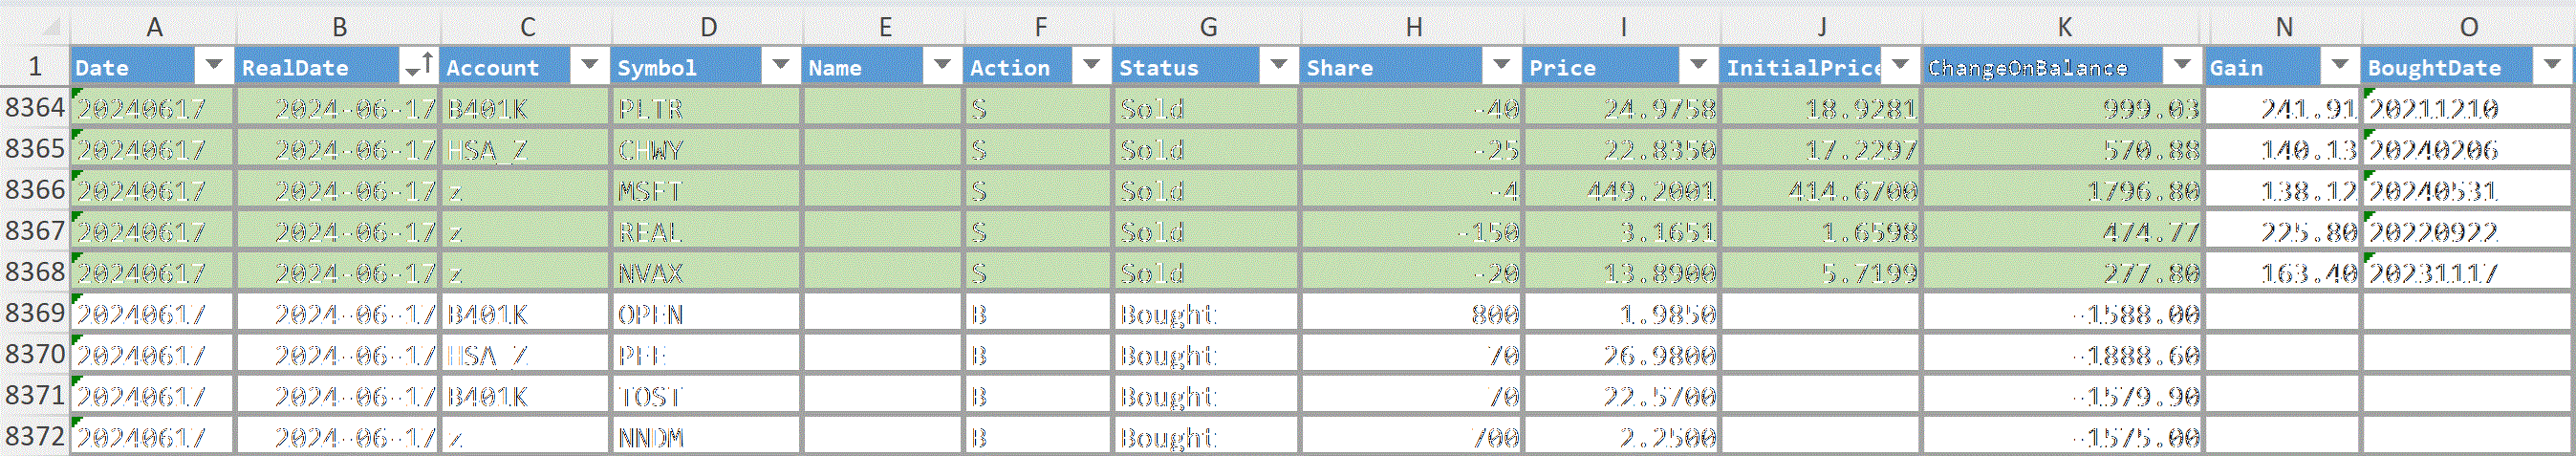 A B C D E F G H I J K N O
1 Date RealDate Account Symbol Name Action Status Share Price InitialPrice ChangeOnBalance Gain BoughtDate
8364 20240617 2024-06-17 B401K PLTR S Sold -40 24.9758 18.9281 999.03 241.91 20211210
8365 20240617 2024-06-17 HSA_Z CHWY S Sold -25 22.8350 17.2297 570.88 140.13 20240206
8366 20240617 2024-06-17 z MSFT S Sold -4 449.2001 414.6700 1796.80 138.12 20240531
8367 20240617 2024-06-17 z REAL S Sold -150 3.1651 1.6598 474.77 225.80 20220922
8368 20240617 2024-06-17 z NVAX S Sold -20 13.8900 5.7199 277.80 163.40 20231117
8369 20240617 2024-06-17 B401K OPEN B Bought 800 1.9850 -1588.00
8370 20240617 2024-06-17 HSA_Z PFE B Bought 70 26.9800 -1888.60
8371 20240617 2024-06-17 B401K TOST B Bought 70 22.5700 -1579.90
8372 20240617 2024-06-17 z NNDM B Bought 700 2.2500 -1575.00